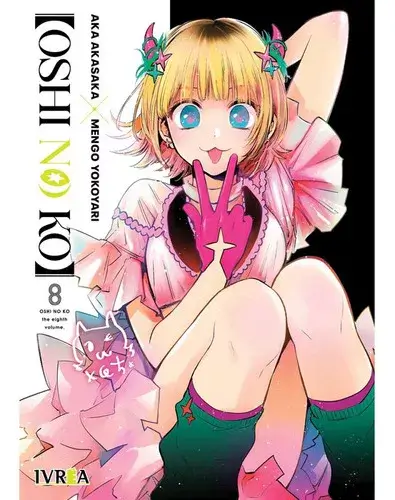 AKA AKASAKA × MENGO YOKOYARI
【OSHI NO KO】
8
OSHI NO KO
the eighth
volume.
IVREA